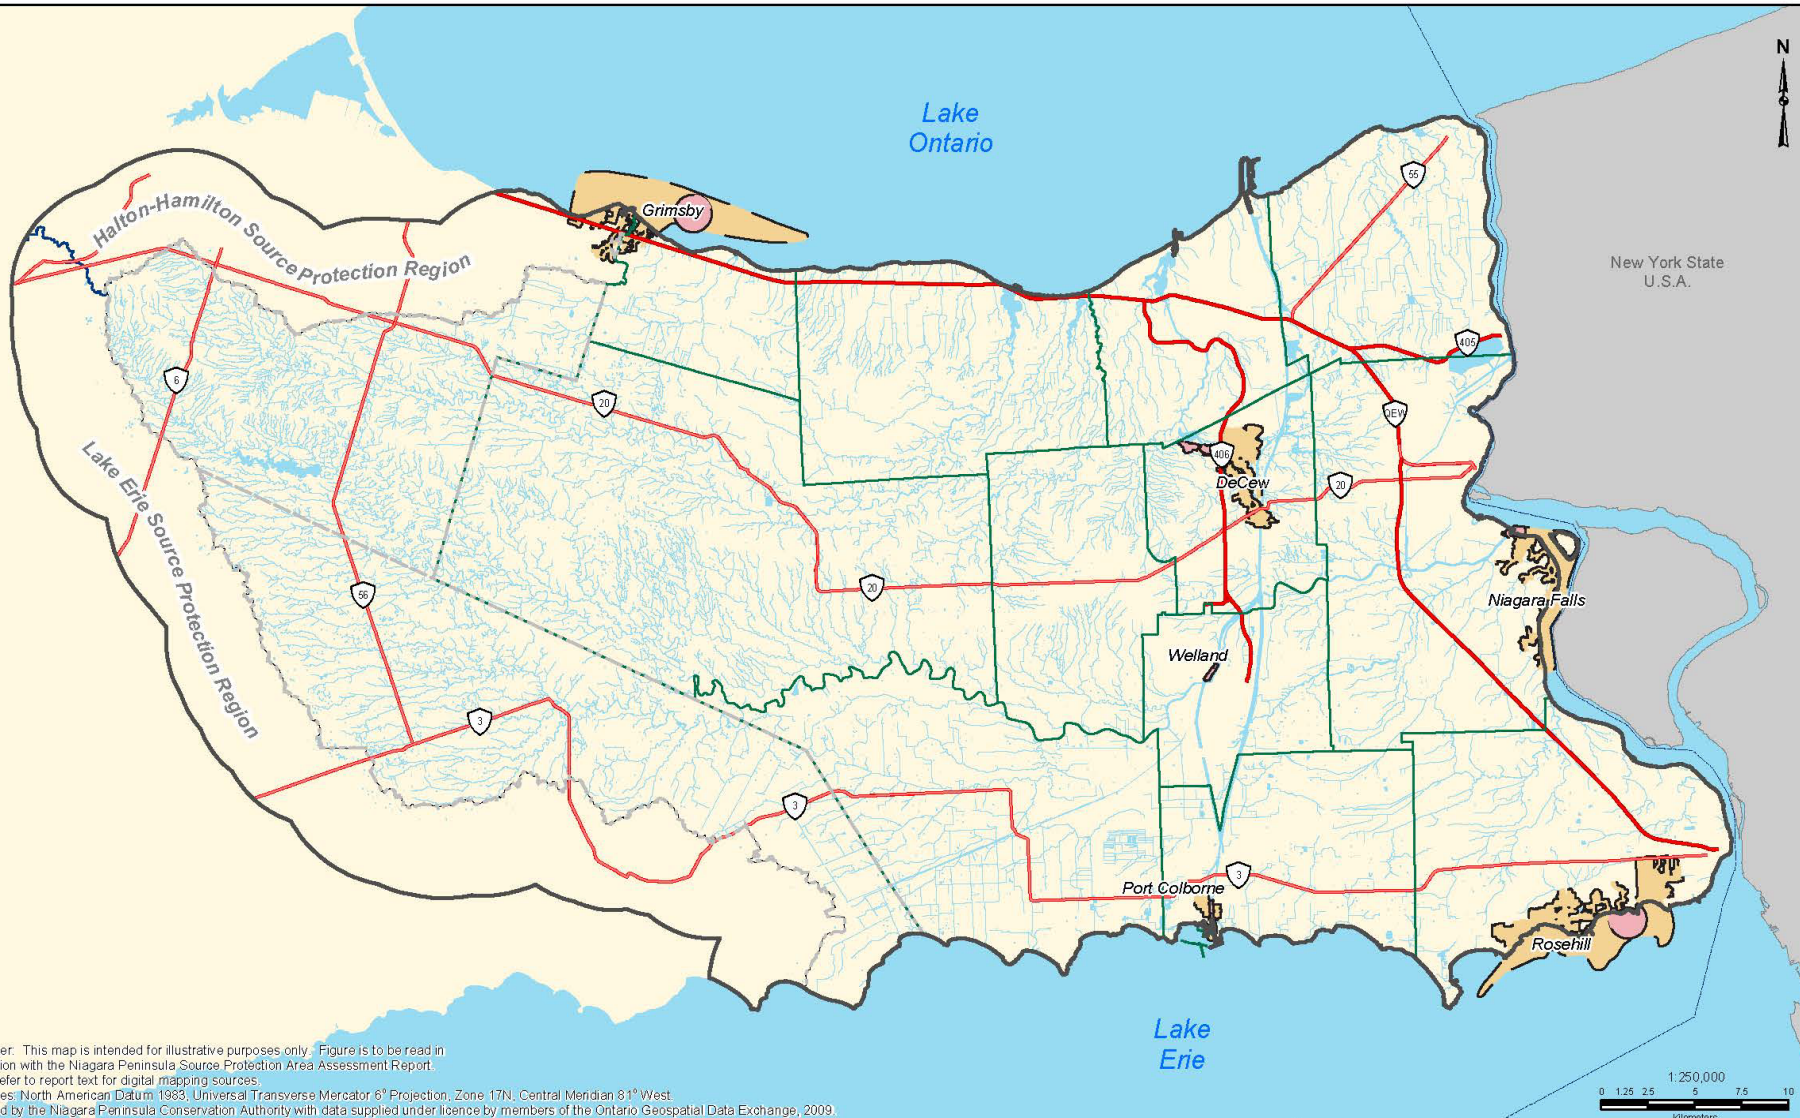 N
Lake
Ontario
55
Grimsby
Halton-Hamilton Source Protection Region
New York State
U.S.A.
405
6
20
QEW
406
DeCew
20
Lake Erie Source Protection Region
56
20
Niagara Falls
Welland
3
3
3
Port Colborne
Rosehill
Lake
Erie
er: This map is intended for illustrative purposes only. Figure is to be read in
ion with the Niagara Peninsula Source Protection Area Assessment Report.
efer to report text for digital mapping sources.
es: North American Datum 1983, Universal Transverse Mercator 6° Projection, Zone 17N, Central Meridian 81° West.
d by the Niagara Peninsula Conservation Authority with data supplied under licence by members of the Ontario Geospatial Data Exchange, 2009.
1:250,000
0 1.25 2.5 5 7.5 10
Kilometers